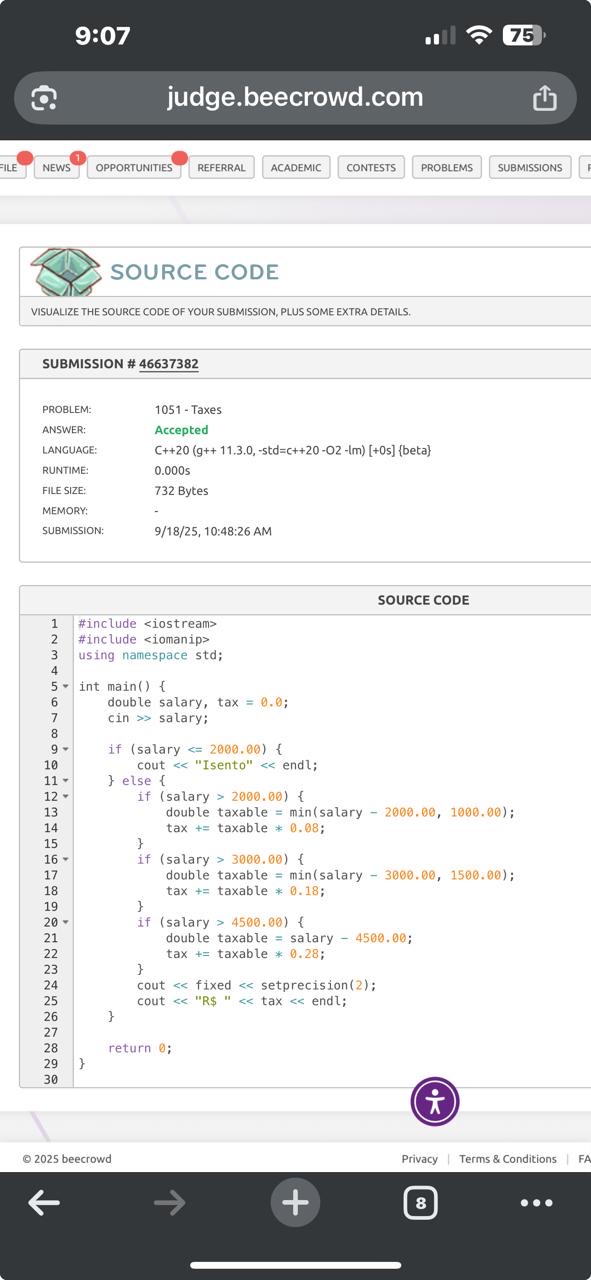 9:07
75
judge.beecrowd.com
FILE NEWS 1 OPPORTUNITIES REFERRAL ACADEMIC CONTESTS PROBLEMS SUBMISSIONS
SOURCE CODE
VISUALIZE THE SOURCE CODE OF YOUR SUBMISSION, PLUS SOME EXTRA DETAILS.
SUBMISSION # 46637382
PROBLEM: 1051 - Taxes
ANSWER: Accepted
LANGUAGE: C++20 (g++ 11.3.0, -std=c++20 -O2 -lm) [+0s] {beta}
RUNTIME: 0.000s
FILE SIZE: 732 Bytes
MEMORY: -
SUBMISSION: 9/18/25, 10:48:26 AM
SOURCE CODE
1 #include <iostream>
2 #include <iomanip>
3 using namespace std;
4
5 int main() {
6     double salary, tax = 0.0;
7     cin >> salary;
8
9     if (salary <= 2000.00) {
10         cout << "Isento" << endl;
11     } else {
12         if (salary > 2000.00) {
13             double taxable = min(salary - 2000.00, 1000.00);
14             tax += taxable * 0.08;
15         }
16         if (salary > 3000.00) {
17             double taxable = min(salary - 3000.00, 1500.00);
18             tax += taxable * 0.18;
19         }
20         if (salary > 4500.00) {
21             double taxable = salary - 4500.00;
22             tax += taxable * 0.28;
23         }
24         cout << fixed << setprecision(2);
25         cout << "R$ " << tax << endl;
26     }
27
28     return 0;
29 }
30
© 2025 beecrowd Privacy | Terms & Conditions | FA
8